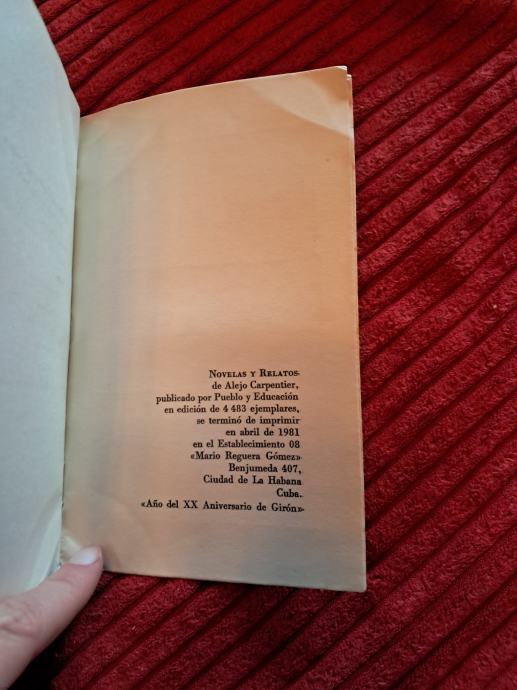 Novelas y Relatos
de Alejo Carpentier,
publicado por Pueblo y Educación
en edición de 4 483 ejemplares,
se terminó de imprimir
en abril de 1981
en el Establecimiento 08
«Mario Reguera Gómez»
Benjumeda 407,
Ciudad de La Habana
Cuba.
«Año del XX Aniversario de Girón»